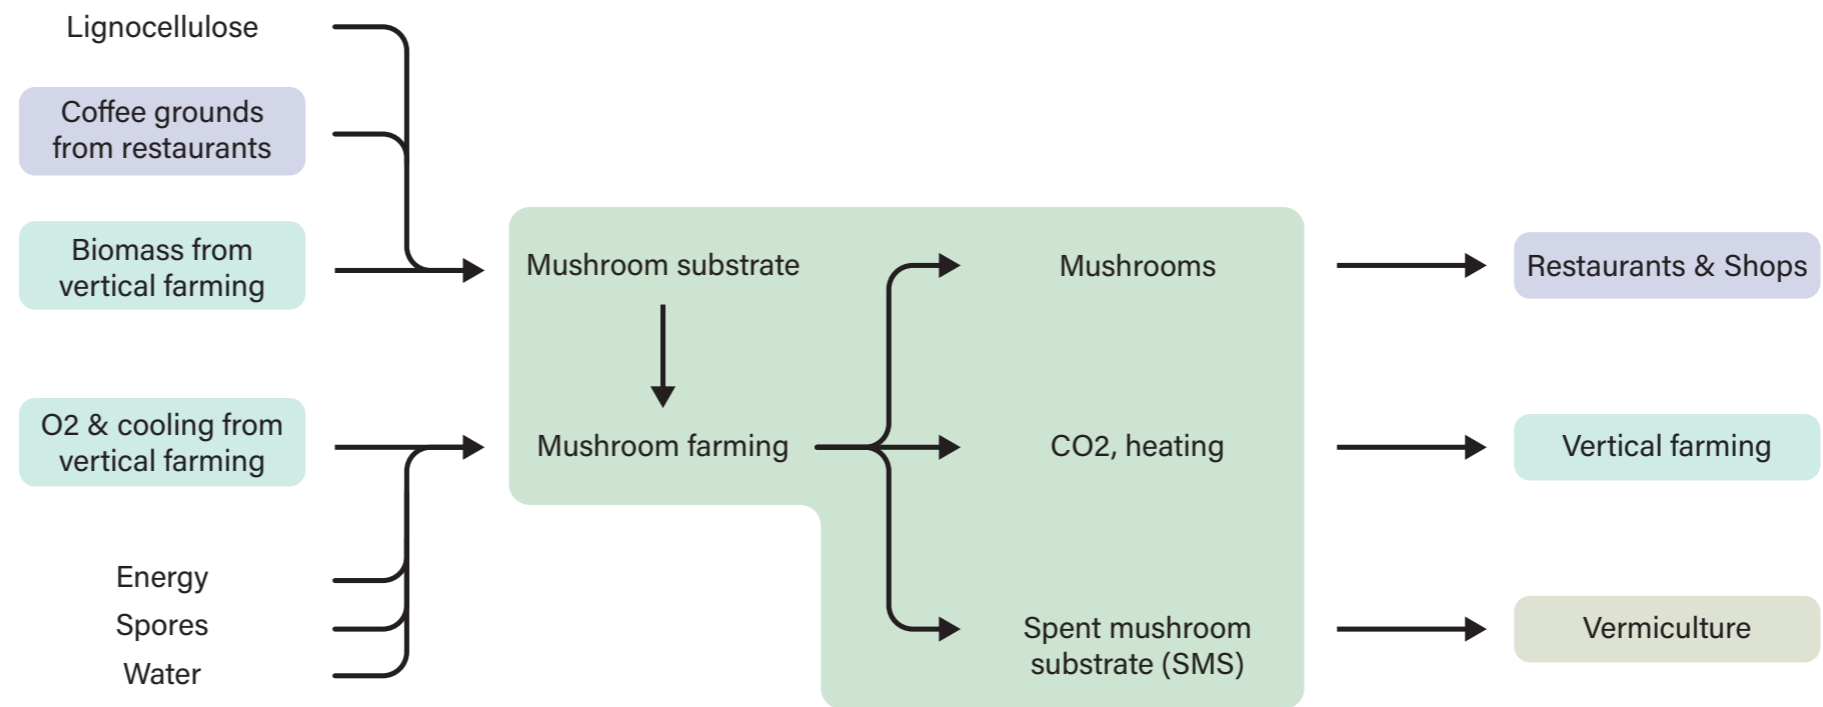 Lignocellulose
Coffee grounds
from restaurants
Biomass from
vertical farming
O2 & cooling from
vertical farming
Energy
Spores
Water
Mushroom substrate
Mushroom farming
Mushrooms
CO2, heating
Spent mushroom
substrate (SMS)
Restaurants & Shops
Vertical farming
Vermiculture